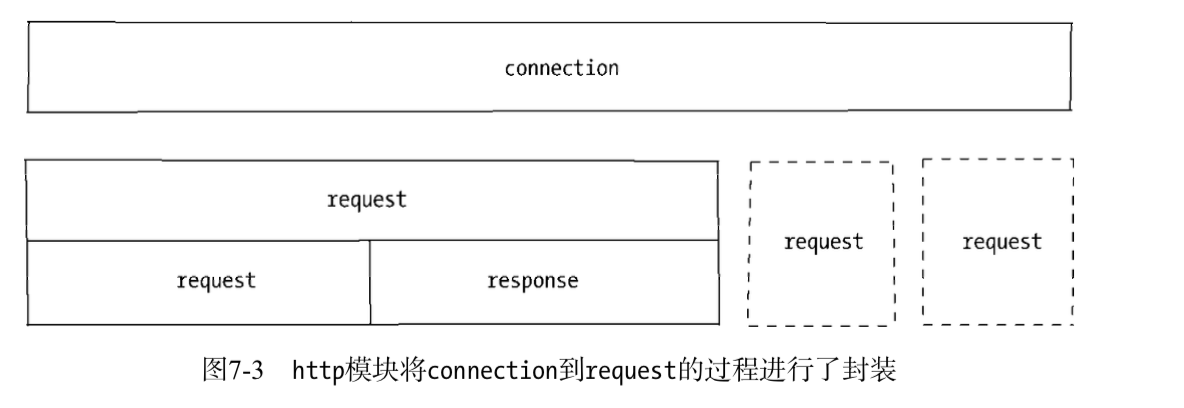 connection
request
request
response
request
request
图7-3 http模块将connection到request的过程进行了封装